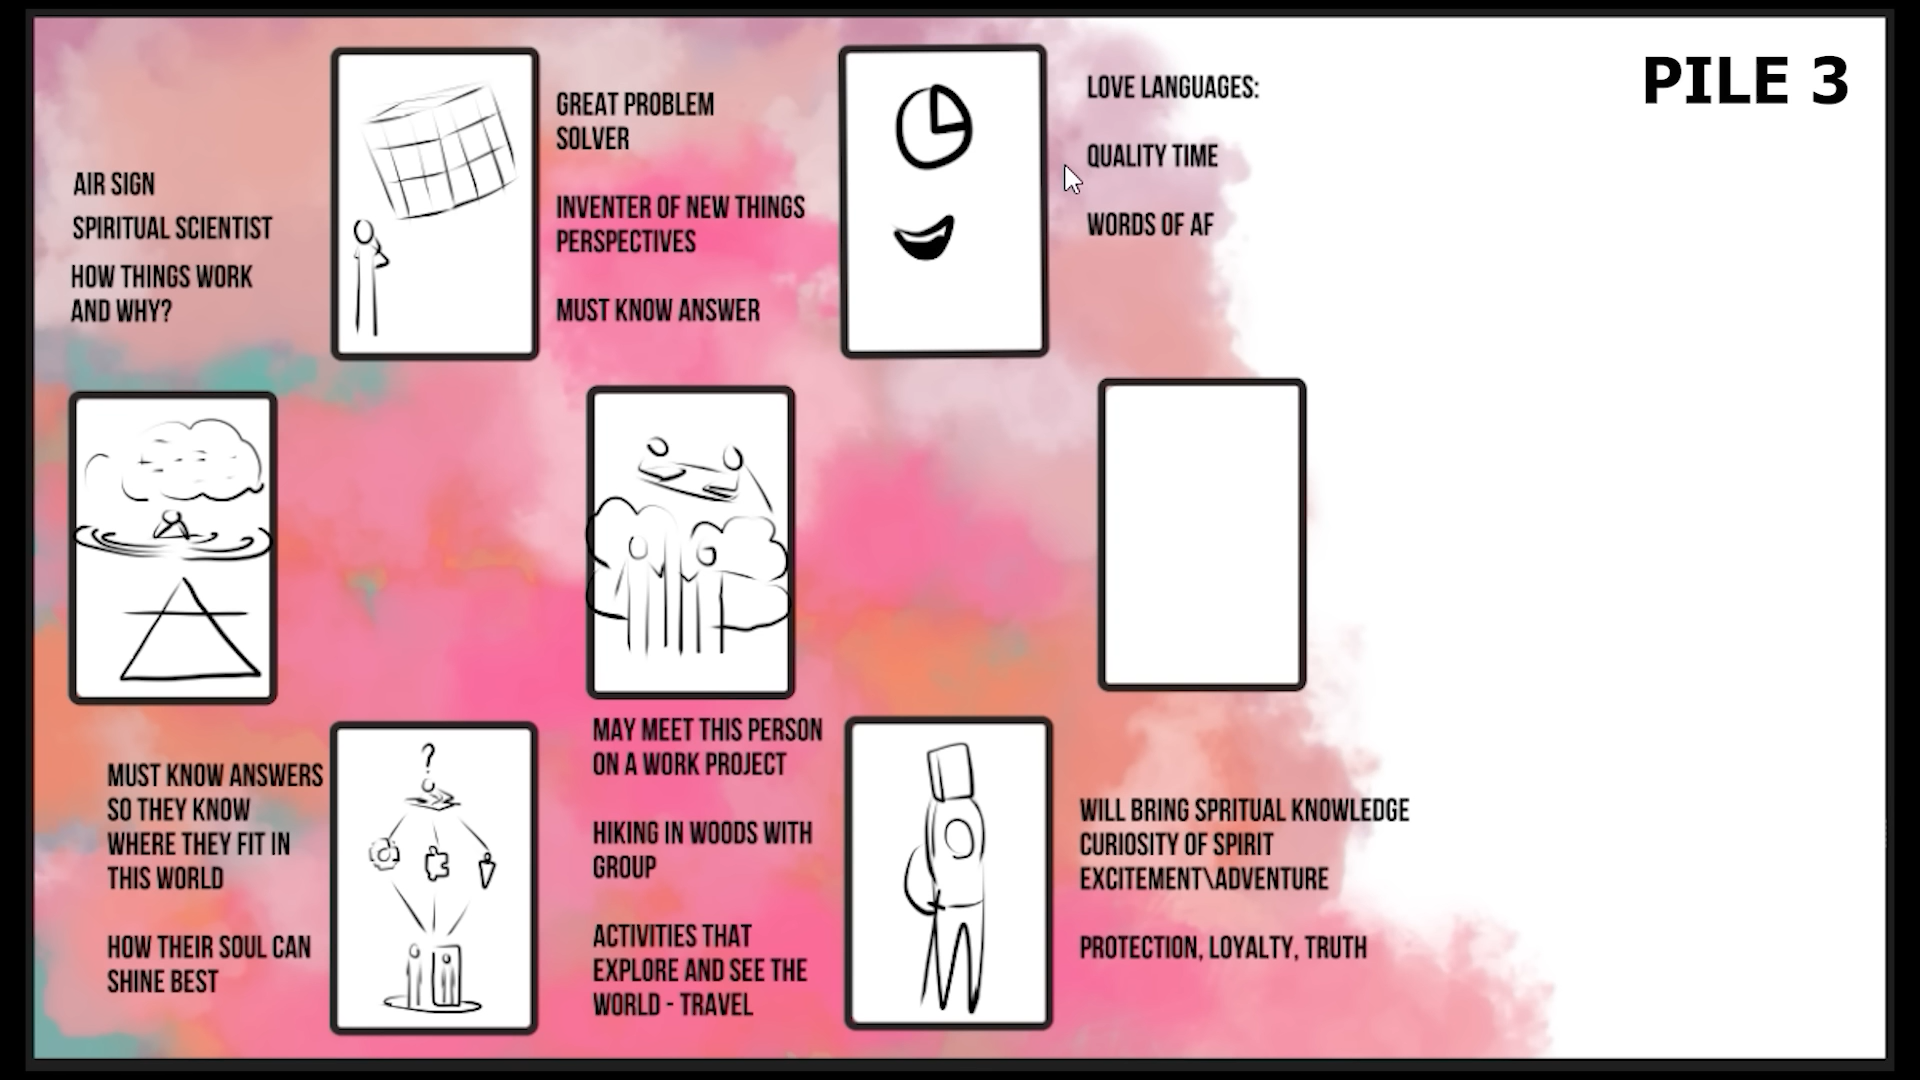 PILE 3
AIR SIGN
SPIRITUAL SCIENTIST
HOW THINGS WORK
AND WHY?
GREAT PROBLEM
SOLVER
INVENTER OF NEW THINGS
PERSPECTIVES
MUST KNOW ANSWER
LOVE LANGUAGES:
QUALITY TIME
WORDS OF AF
MUST KNOW ANSWERS
SO THEY KNOW
WHERE THEY FIT IN
THIS WORLD
HOW THEIR SOUL CAN
SHINE BEST
?
MAY MEET THIS PERSON
ON A WORK PROJECT
HIKING IN WOODS WITH
GROUP
ACTIVITIES THAT
EXPLORE AND SEE THE
WORLD - TRAVEL
WILL BRING SPRITUAL KNOWLEDGE
CURIOSITY OF SPIRIT
EXCITEMENT\ADVENTURE
PROTECTION, LOYALTY, TRUTH